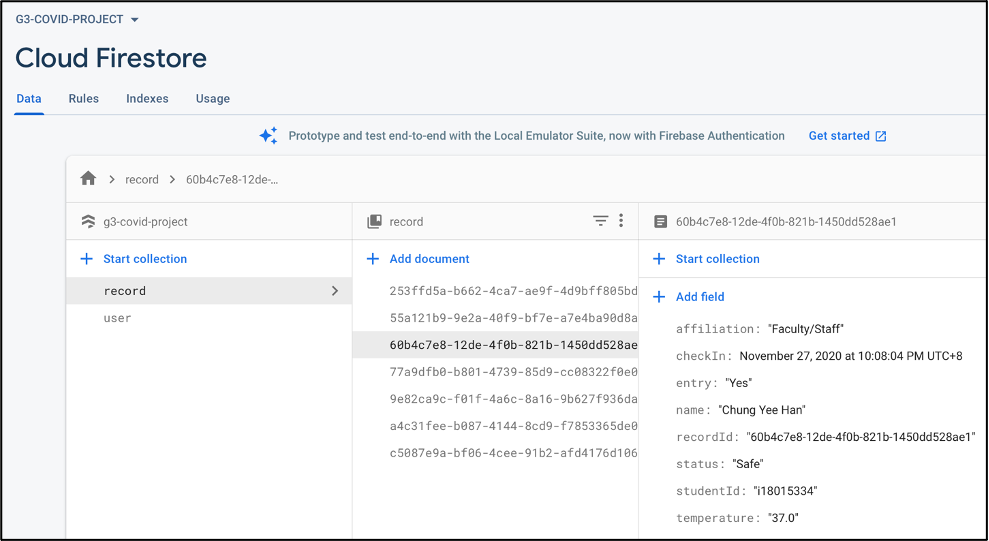 G3-COVID-PROJECT
Cloud Firestore
Data Rules Indexes Usage
Prototype and test end-to-end with the Local Emulator Suite, now with Firebase Authentication Get started
record 60b4c7e8-12de-...
g3-covid-project
Start collection
record
user
record
Add document
253ffd5a-b662-4ca7-ae9f-4d9bff805bd
55a121b9-9e2a-40f9-bf7e-a7e4ba90d8a
60b4c7e8-12de-4f0b-821b-1450dd528ae
77a9dfb0-b801-4739-85d9-cc08322f0e0
9e82ca9c-f01f-4a6c-8a16-9b627f936da
a4c31fee-b087-4144-8cd9-f7853365de0
c5087e9a-bf06-4cee-91b2-afd4176d106
60b4c7e8-12de-4f0b-821b-1450dd528ae1
Start collection
Add field
affiliation: "Faculty/Staff"
checkIn: November 27, 2020 at 10:08:04 PM UTC+8
entry: "Yes"
name: "Chung Yee Han"
recordId: "60b4c7e8-12de-4f0b-821b-1450dd528ae1"
status: "Safe"
studentId: "i18015334"
temperature: "37.0"